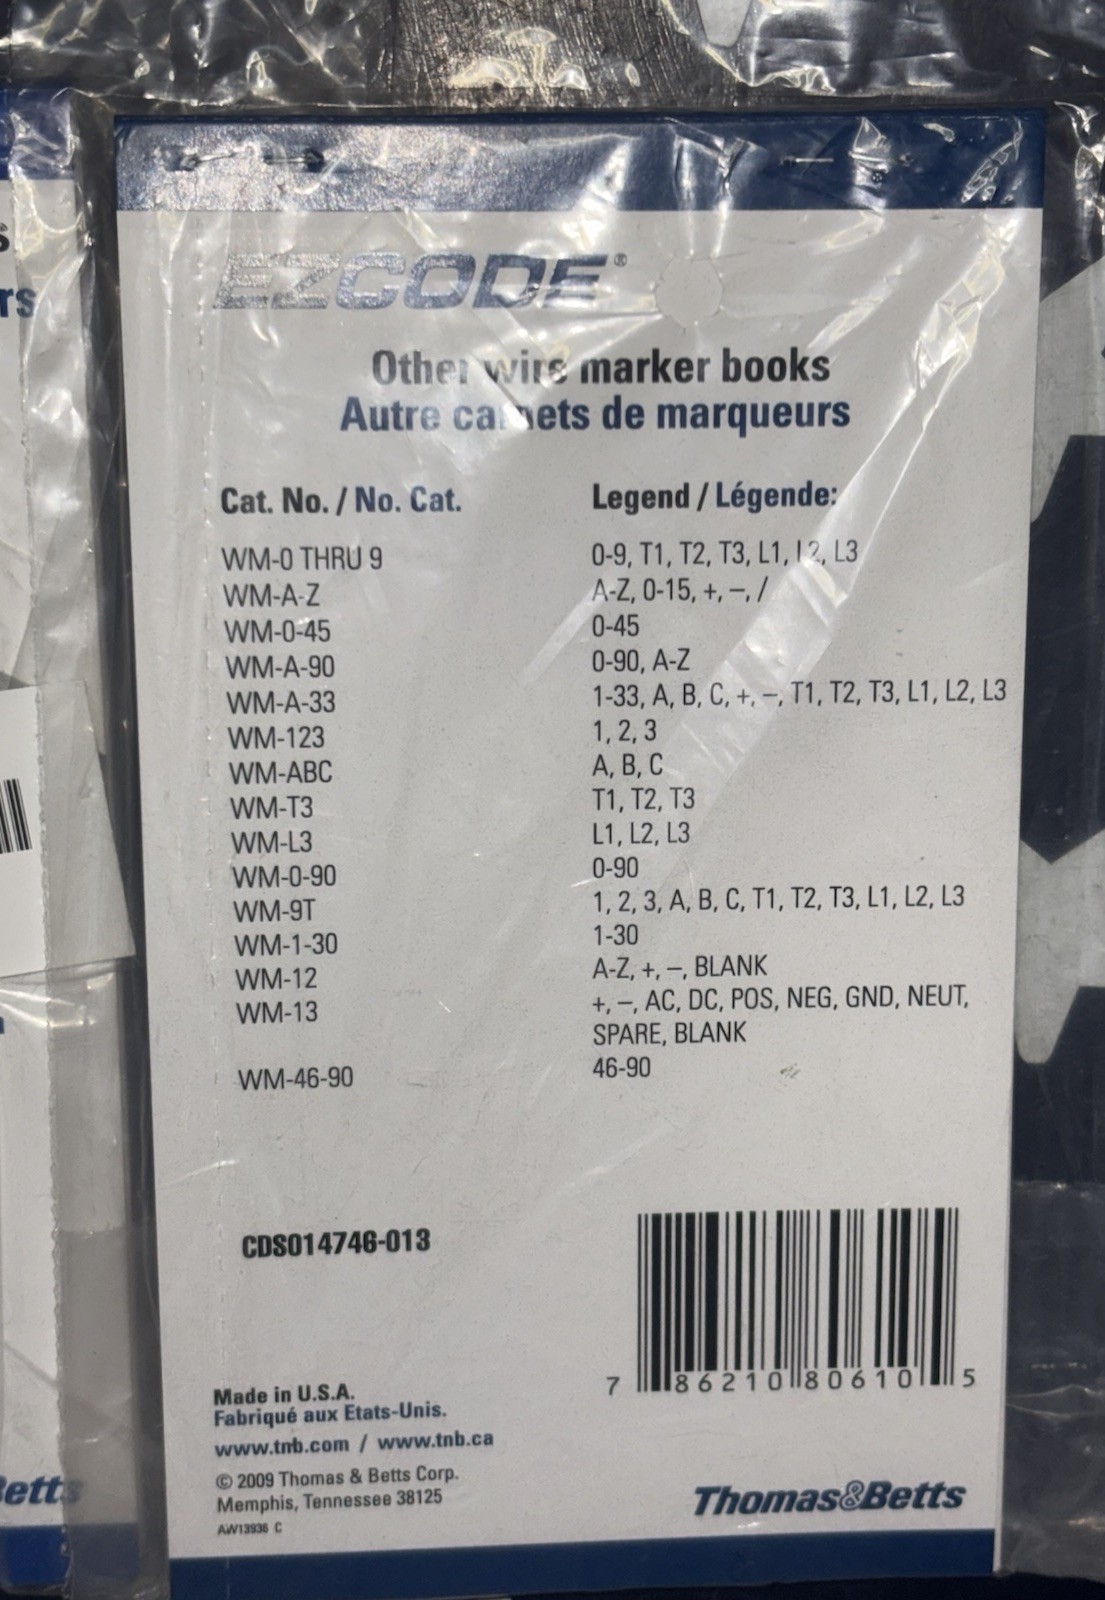 EZCODE®
Other wire marker books
Autre carnets de marqueurs
Cat. No. / No. Cat. Legend / Légende:
WM-0 THRU 9 0-9, T1, T2, T3, L1, L2, L3
WM-A-Z A-Z, 0-15, +, –, /
WM-0-45 0-45
WM-A-90 0-90, A-Z
WM-A-33 1-33, A, B, C, +, –, T1, T2, T3, L1, L2, L3
WM-123 1, 2, 3
WM-ABC A, B, C
WM-T3 T1, T2, T3
WM-L3 L1, L2, L3
WM-0-90 0-90
WM-9T 1, 2, 3, A, B, C, T1, T2, T3, L1, L2, L3
WM-1-30 1-30
WM-12 A-Z, +, –, BLANK
WM-13 +, –, AC, DC, POS, NEG, GND, NEUT,
SPARE, BLANK
WM-46-90 46-90
CDS014746-013
7 86210 80610 5
Made in U.S.A.
Fabriqué aux Etats-Unis.
www.tnb.com / www.tnb.ca
© 2009 Thomas & Betts Corp.
Memphis, Tennessee 38125
AW13936 C
Thomas&Betts
rs
Betts